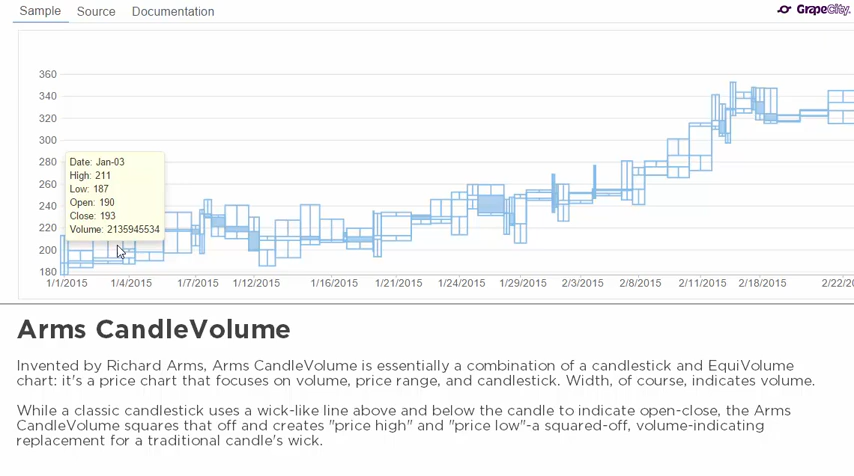 Sample Source Documentation
GrapeCity.
360
340
320
300
280
260
240
220
200
180
Date: Jan-03
High: 211
Low: 187
Open: 190
Close: 193
Volume: 2135945534
1/1/2015 1/4/2015 1/7/2015 1/12/2015 1/16/2015 1/21/2015 1/24/2015 1/29/2015 2/3/2015 2/8/2015 2/11/2015 2/18/2015 2/22/20
Arms CandleVolume
Invented by Richard Arms, Arms CandleVolume is essentially a combination of a candlestick and EquiVolume
chart: it's a price chart that focuses on volume, price range, and candlestick. Width, of course, indicates volume.
While a classic candlestick uses a wick-like line above and below the candle to indicate open-close, the Arms
CandleVolume squares that off and creates "price high" and "price low"-a squared-off, volume-indicating
replacement for a traditional candle's wick.